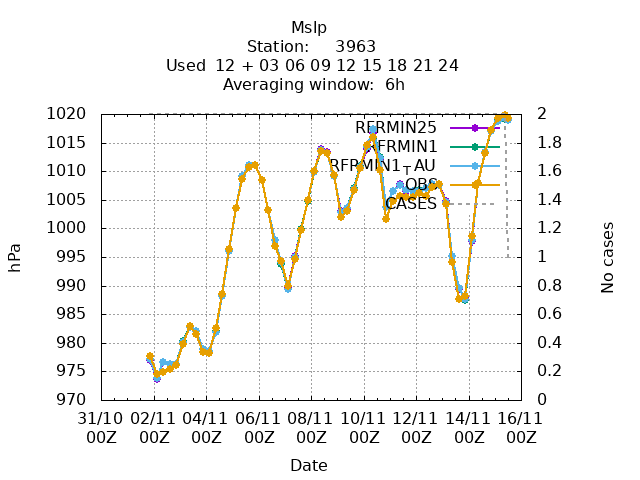 Mslp
Station: 3963
Used 12 + 03 06 09 12 15 18 21 24
Averaging window: 6h
hPa
1020
1015
1010
1005
1000
995
990
985
980
975
970
2
1.8
1.6
1.4
1.2
1
0.8
0.6
0.4
0.2
0
No cases
RFRMIN25
FRMIN1
RFRMIN1_AU
OBS
CASES
31/10 02/11 04/11 06/11 08/11 10/11 12/11 14/11 16/11
00Z 00Z 00Z 00Z 00Z 00Z 00Z 00Z 00Z
Date